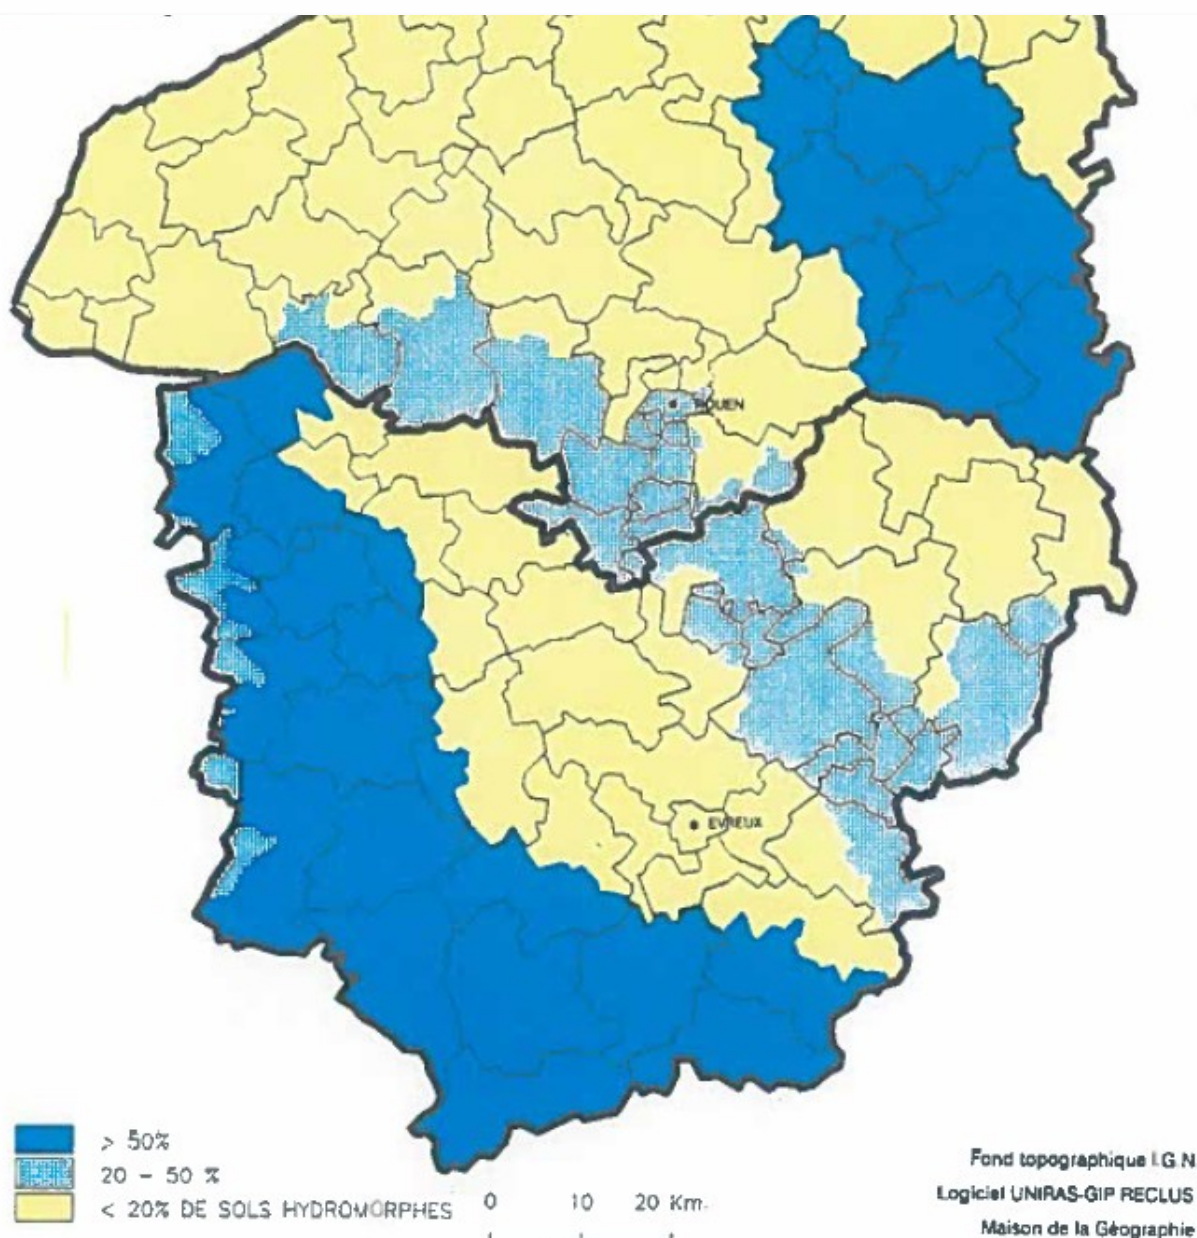 ROUEN
EVREUX
> 50%
20 - 50 %
< 20% DE SOLS HYDROMORPHES
0 10 20 Km.
Fond topographique I.G.N
Logiciel UNIRAS-GIP RECLUS
Maison de la Géographie